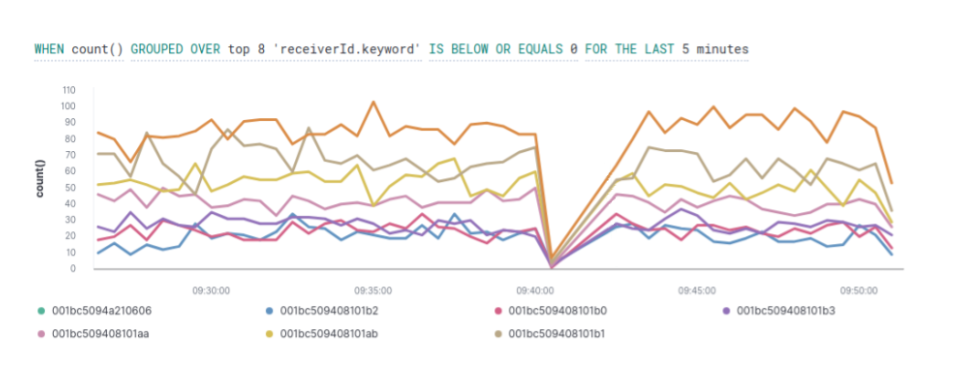 WHEN count() GROUPED OVER top 8 'receiverId.keyword' IS BELOW OR EQUALS 0 FOR THE LAST 5 minutes
110
100
90
80
70
60
50
40
30
20
10
0
count()
09:30:00 09:35:00 09:40:00 09:45:00 09:50:00
001bc5094a210606 001bc509408101b2 001bc509408101b0 001bc509408101b3
001bc509408101aa 001bc509408101ab 001bc509408101b1